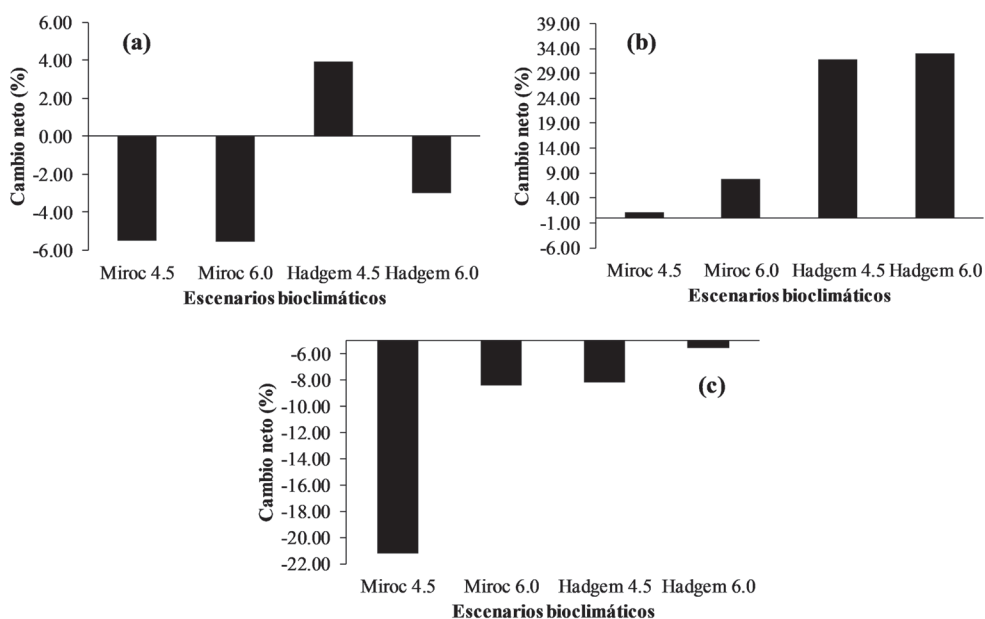 (a)
6.00
4.00
2.00
0.00
-2.00
-4.00
-6.00
Cambio neto (%)
Miroc 4.5 Miroc 6.0 Hadgem 4.5 Hadgem 6.0
Escenarios bioclimáticos
(b)
39.00
34.00
29.00
24.00
19.00
14.00
9.00
4.00
-1.00
-6.00
Cambio neto (%)
Miroc 4.5 Miroc 6.0 Hadgem 4.5 Hadgem 6.0
Escenarios bioclimáticos
(c)
-6.00
-8.00
-10.00
-12.00
-14.00
-16.00
-18.00
-20.00
-22.00
Cambio neto (%)
Miroc 4.5 Miroc 6.0 Hadgem 4.5 Hadgem 6.0
Escenarios bioclimáticos